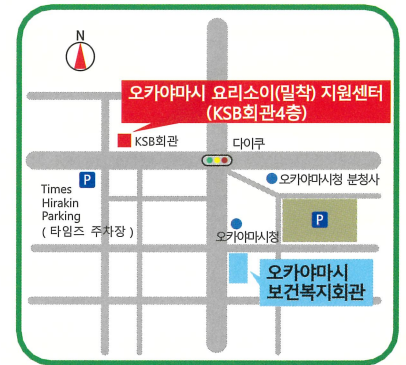 N
오카야마시 요리소이(밀착) 지원센터
(KSB회관4층)
KSB회관
다이쿠
P
Times
Hirakin
Parking
( 타임즈 주차장 )
오카야마시청 분청사
P
오카야마시청
오카야마시
보건복지회관